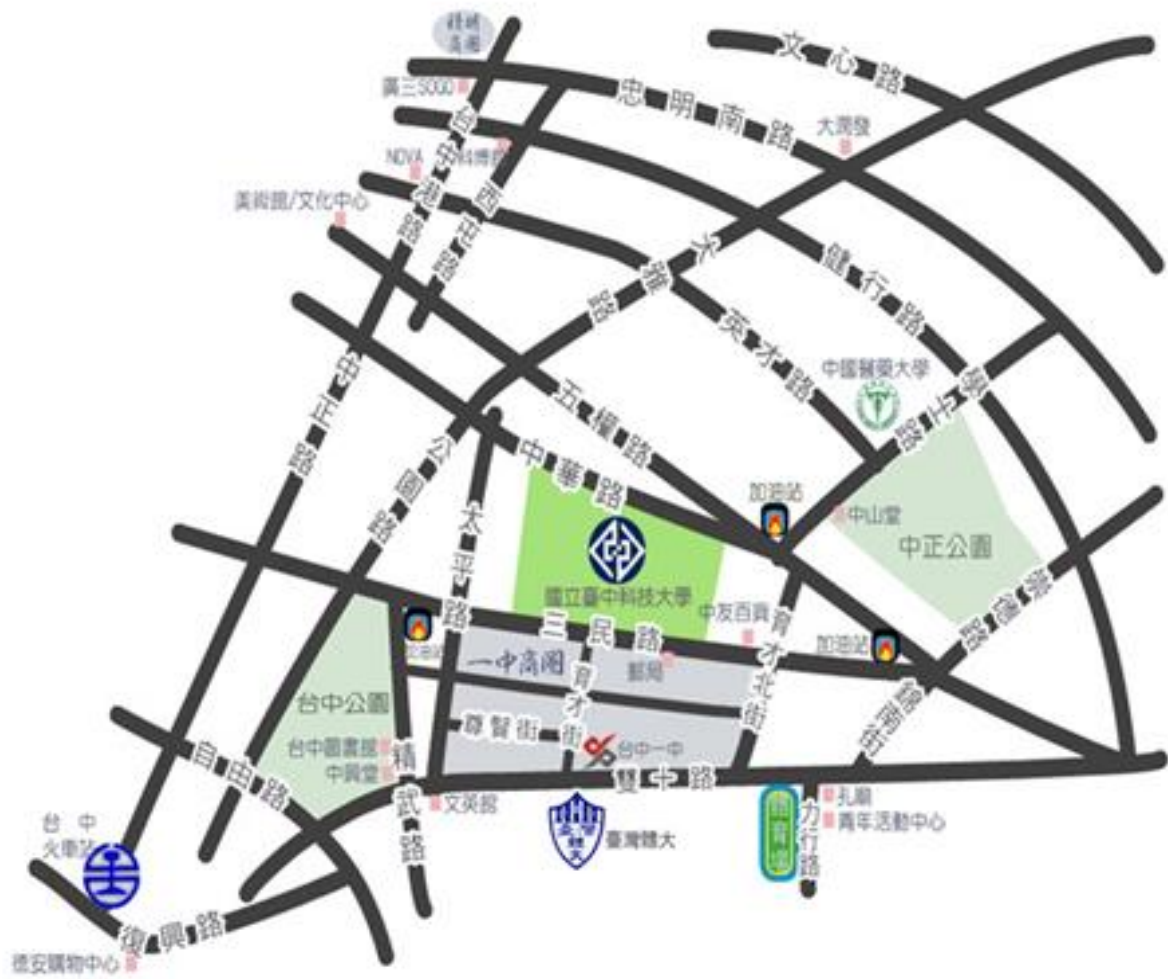 精明
商圈
文心路
廣三SOGO
忠明南路
大潤發
台中港路
NOVA
科博館
西屯路
美術館/文化中心
大雅路
健行路
英才路
中國醫藥大學
學士路
中正路
五權路
公園路
中華路
太平路
加油站
中山堂
中正公園
國立臺中科技大學
崇德路
三民路
中友百貨
育才北街
加油站
加油站
一中商圈
郵局
育才街
錦南街
台中公園
尊賢街
台中一中
台中圖書館
中興堂
精武路
自由路
雙十路
文英館
孔廟
青年活動中心
力行路
體育場
台中
火車站
臺灣體大
復興路
德安購物中心